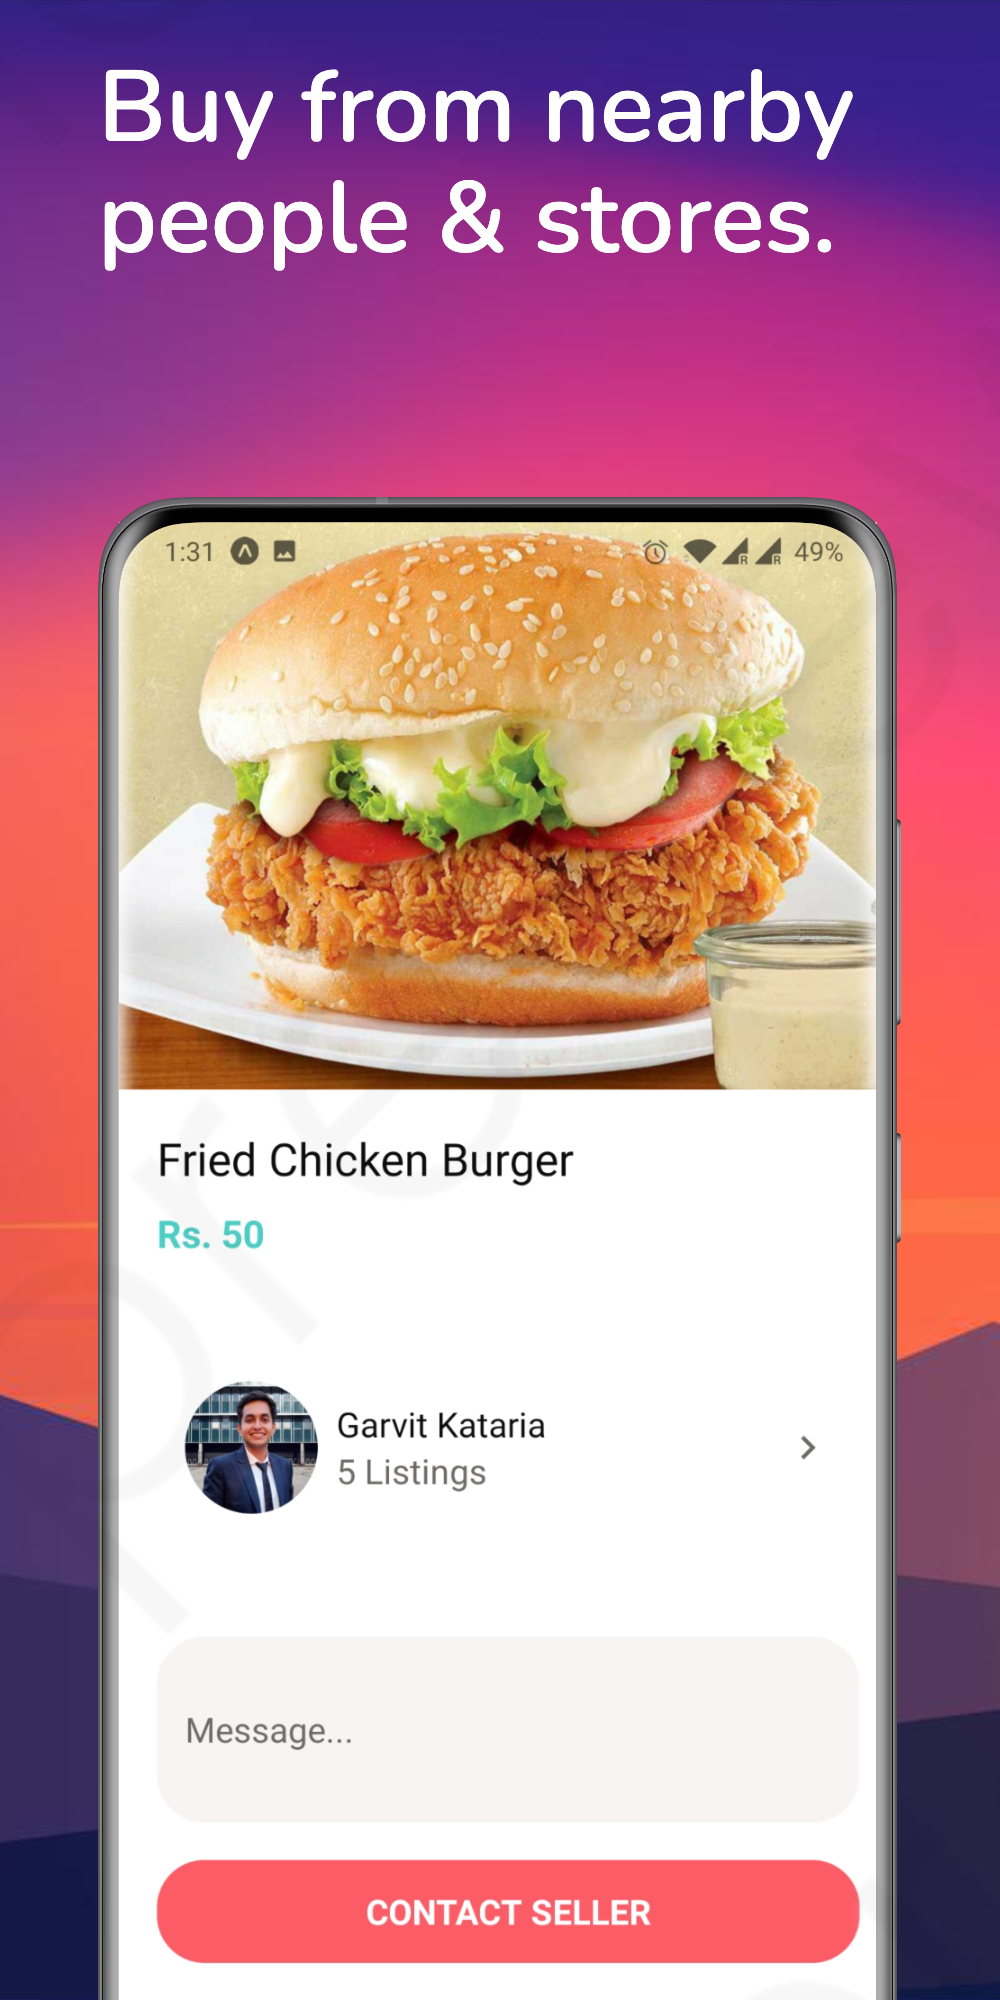 Buy from nearby
people & stores.
1:31 49%
Fried Chicken Burger
Rs. 50
Garvit Kataria
5 Listings
Message...
CONTACT SELLER